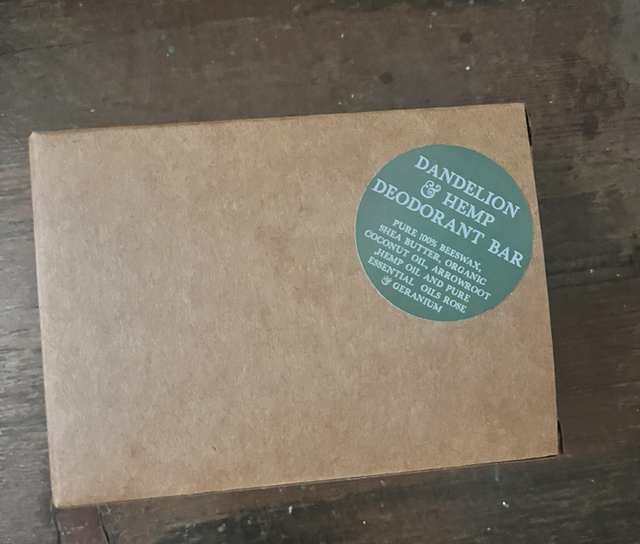 DANDELION
& HEMP
DEODORANT BAR
PURE 100% BEESWAX,
SHEA BUTTER, ORGANIC
COCONUT OIL, ARROWROOT
,HEMP OIL AND PURE
ESSENTIAL OILS ROSE
& GERANIUM